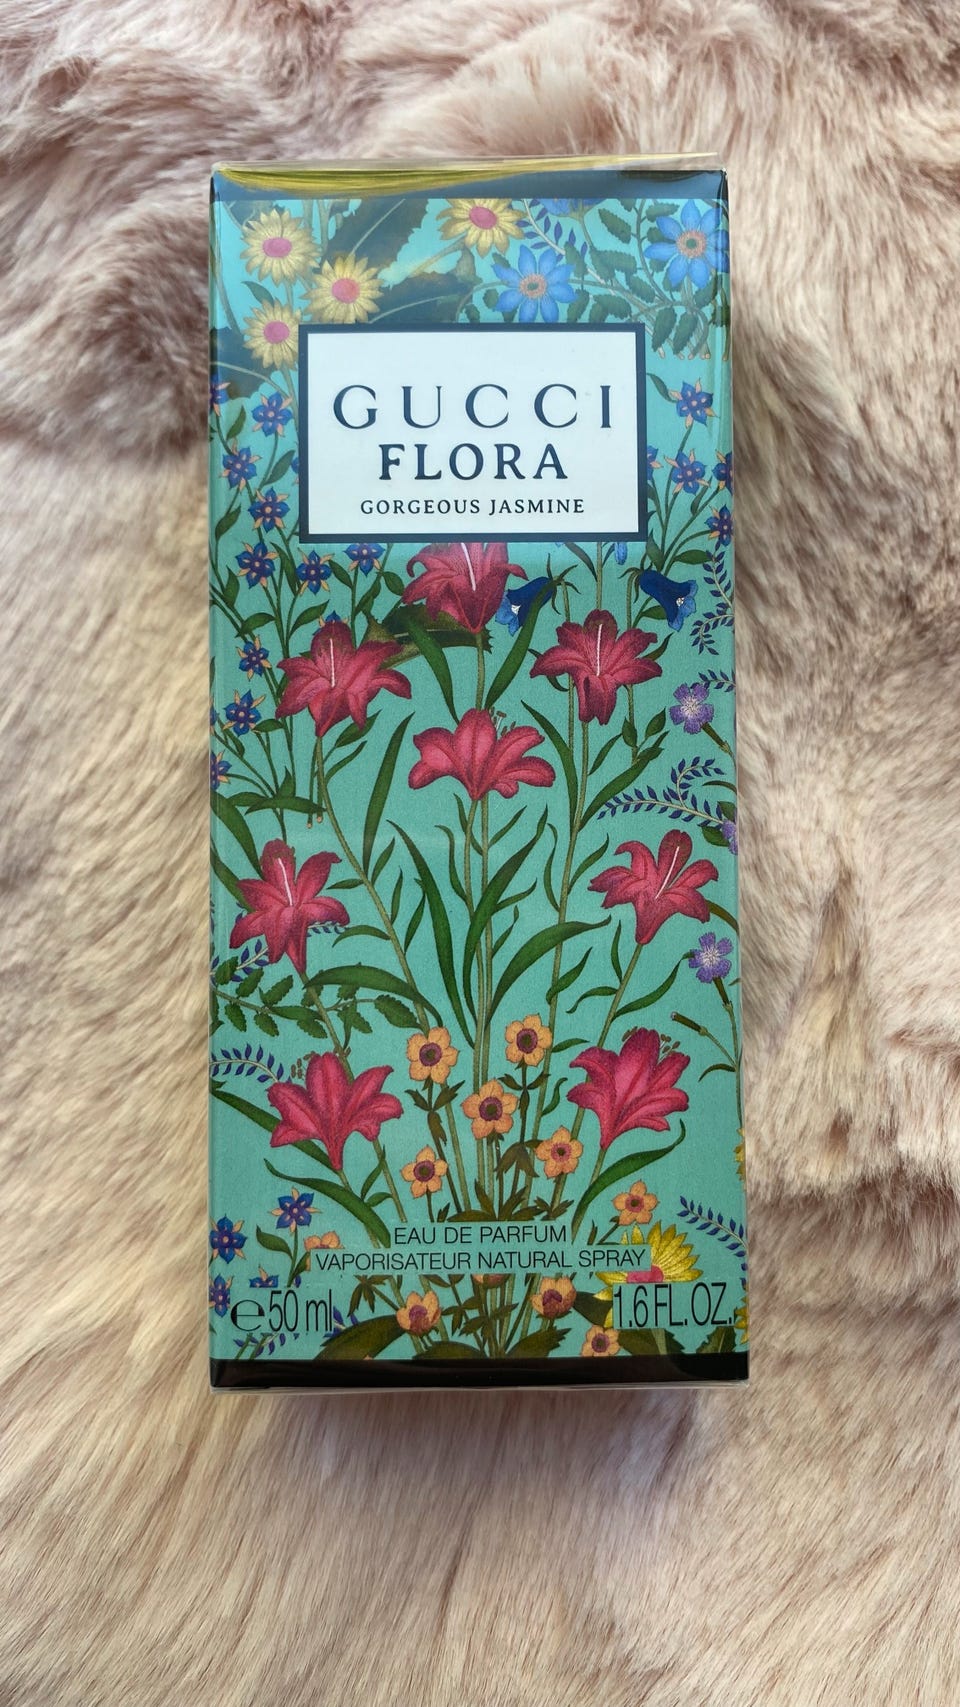 GUCCI
FLORA
GORGEOUS JASMINE
EAU DE PARFUM
VAPORISATEUR NATURAL SPRAY
℮50 ml 1.6 FL. OZ.